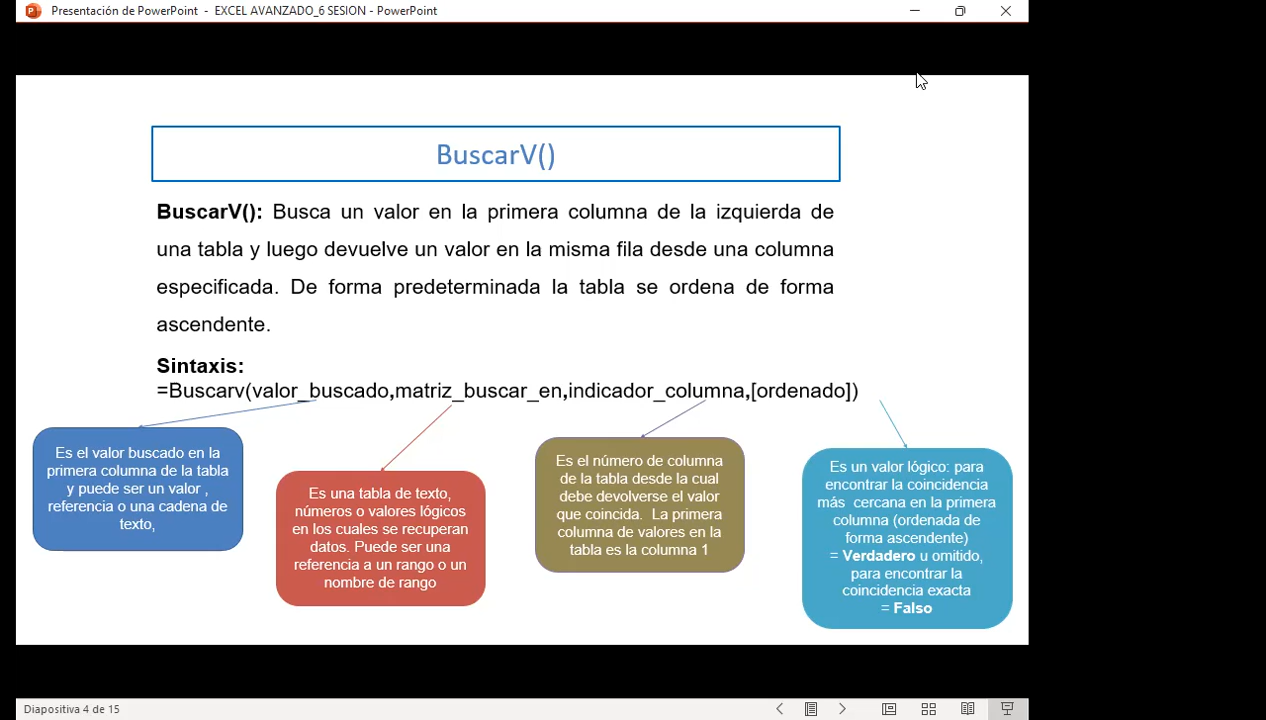 Presentación de PowerPoint - EXCEL AVANZADO_6 SESION - PowerPoint
BuscarV()
BuscarV(): Busca un valor en la primera columna de la izquierda de
una tabla y luego devuelve un valor en la misma fila desde una columna
especificada. De forma predeterminada la tabla se ordena de forma
ascendente.
Sintaxis:
=Buscarv(valor_buscado,matriz_buscar_en,indicador_columna,[ordenado])
Es el valor buscado en la
primera columna de la tabla
y puede ser un valor ,
referencia o una cadena de
texto,
Es una tabla de texto,
números o valores lógicos
en los cuales se recuperan
datos. Puede ser una
referencia a un rango o un
nombre de rango
Es el número de columna
de la tabla desde la cual
debe devolverse el valor
que coincida. La primera
columna de valores en la
tabla es la columna 1
Es un valor lógico: para
encontrar la coincidencia
más cercana en la primera
columna (ordenada de
forma ascendente)
= Verdadero u omitido,
para encontrar la
coincidencia exacta
= Falso
Diapositiva 4 de 15